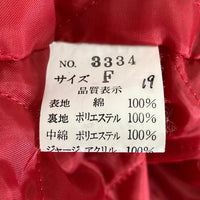 NO. 3334
サイズ F 19
品質表示
表地 綿 100%
裏地 ポリエステル 100%
中綿 ポリエステル 100%
ジャージ アクリル 100%